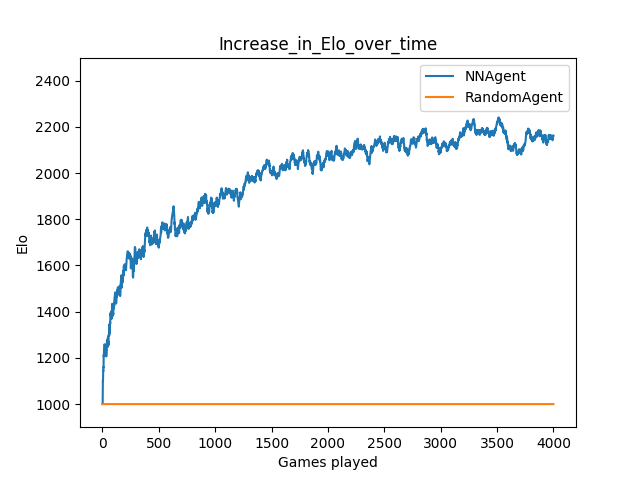 Increase_in_Elo_over_time
NNAgent
RandomAgent
2400
2200
2000
1800
1600
1400
1200
1000
Elo
0 500 1000 1500 2000 2500 3000 3500 4000
Games played